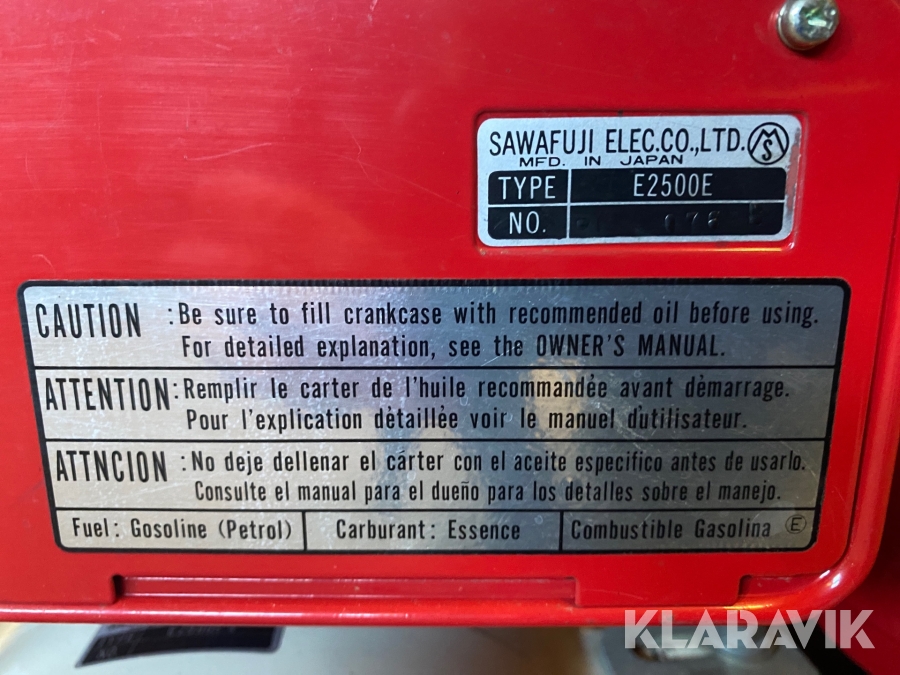 SAWAFUJI ELEC.CO.,LTD.
MFD. IN JAPAN
TYPE E2500E
NO.
CAUTION : Be sure to fill crankcase with recommended oil before using.
For detailed explanation, see the OWNER'S MANUAL.
ATTENTION : Remplir le carter de l'huile recommandée avant démarrage.
Pour l'explication détaillée voir le manuel d'utilisateur.
ATTNCION : No deje dellenar el cárter con el aceite especifico antes de usarlo.
Consulte el manual para el dueño para los detalles sobre el manejo.
Fuel: Gosoline (Petrol) Carburant: Essence Combustible Gasolina Ⓔ
KLARAVIK